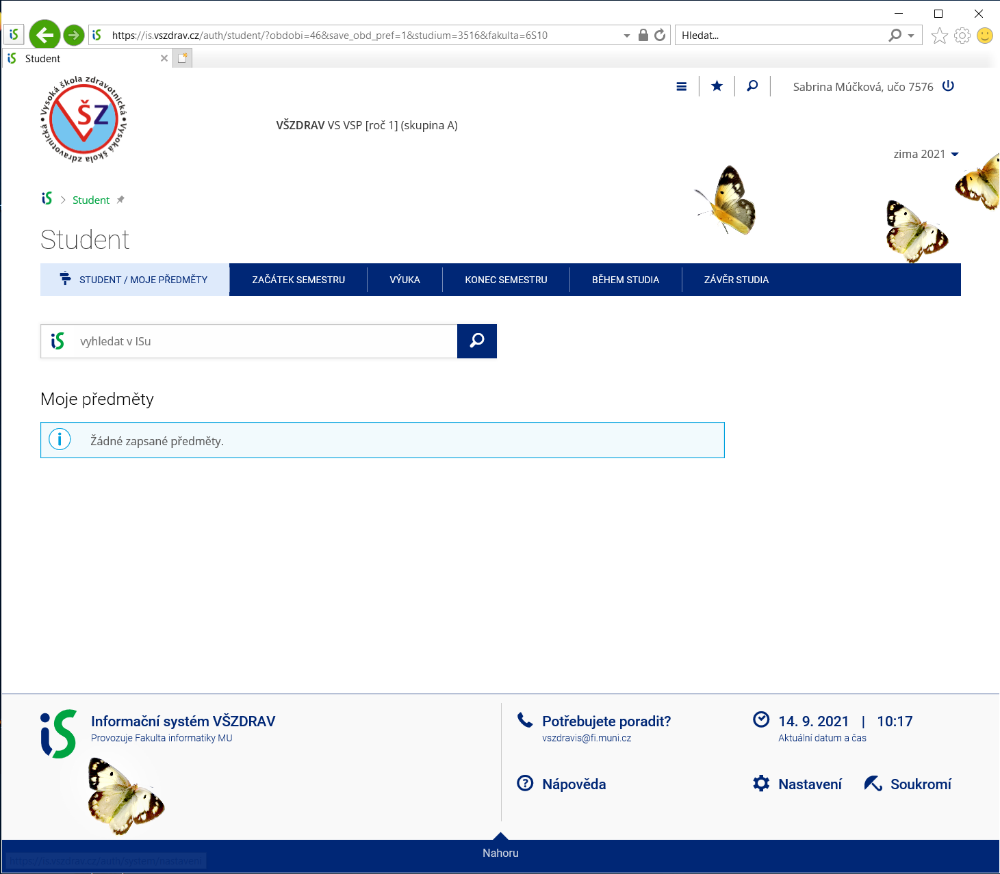 https://is.vszdrav.cz/auth/student/?obdobi=46&save_obd_pref=1&studium=3516&fakulta=6S10
Hledat...
Student
Vysoká škola zdravotnická • Vysoká škola zdravotnická •
VŠZ
Sabrina Múčková, učo 7576
VŠZDRAV VS VSP [roč 1] (skupina A)
zima 2021
Student
Student
STUDENT / MOJE PŘEDMĚTY
ZAČÁTEK SEMESTRU
VÝUKA
KONEC SEMESTRU
BĚHEM STUDIA
ZÁVĚR STUDIA
vyhledat v ISu
Moje předměty
Žádné zapsané předměty.
Informační systém VŠZDRAV
Provozuje Fakulta informatiky MU
Potřebujete poradit?
vszdravis@fi.muni.cz
14. 9. 2021 | 10:17
Aktuální datum a čas
Nápověda
Nastavení
Soukromí
Nahoru
https://is.vszdrav.cz/auth/system/nastaveni